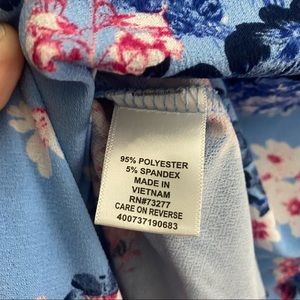 95% POLYESTER
5% SPANDEX
MADE IN
VIETNAM
RN#73277
CARE ON REVERSE
400737190683